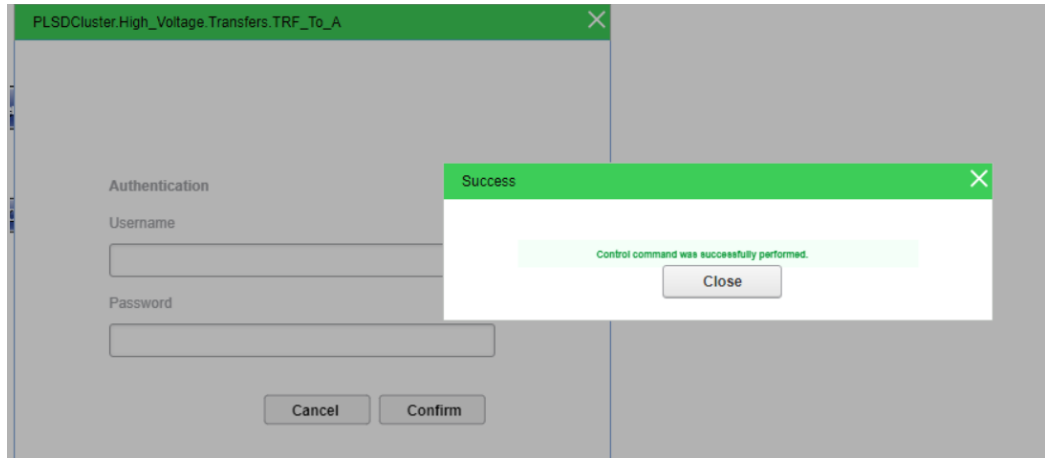 PLSDCluster.High_Voltage.Transfers.TRF_To_A
Success
Control command was successfully performed.
Close
Authentication
Username
Password
Cancel
Confirm